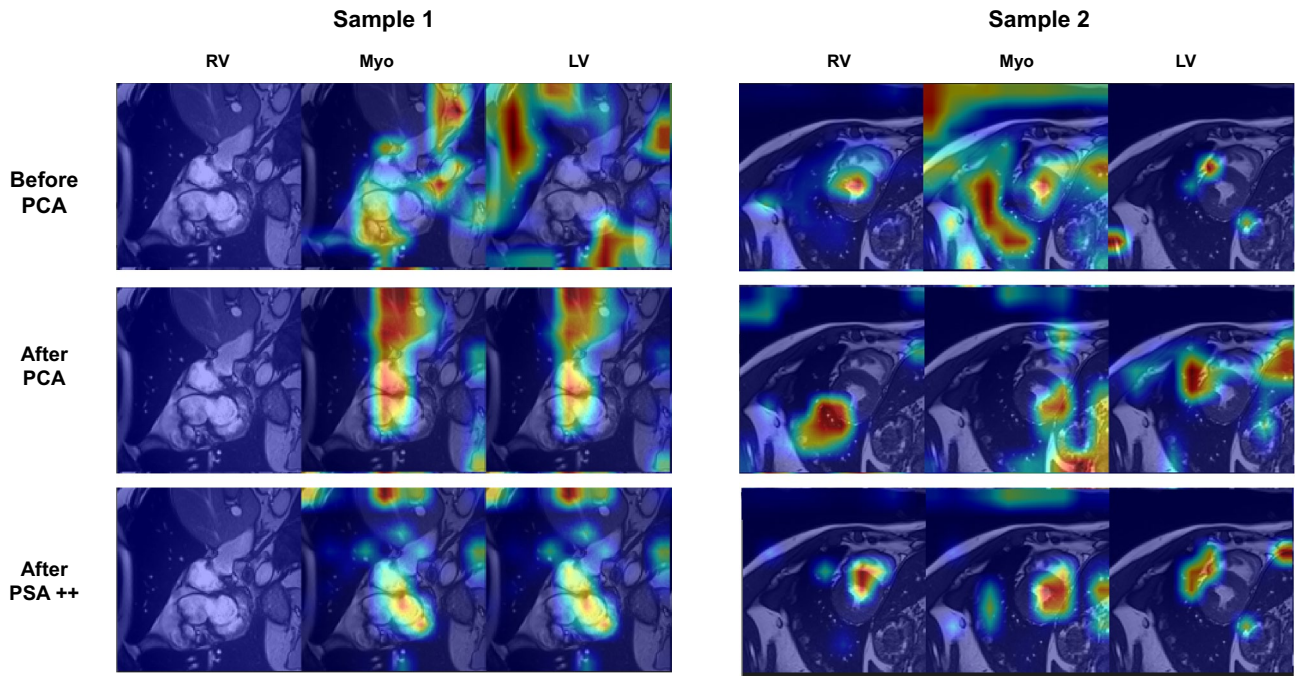 Sample 1
Sample 2
RV
Myo
LV
RV
Myo
LV
Before
PCA
After
PCA
After
PSA ++